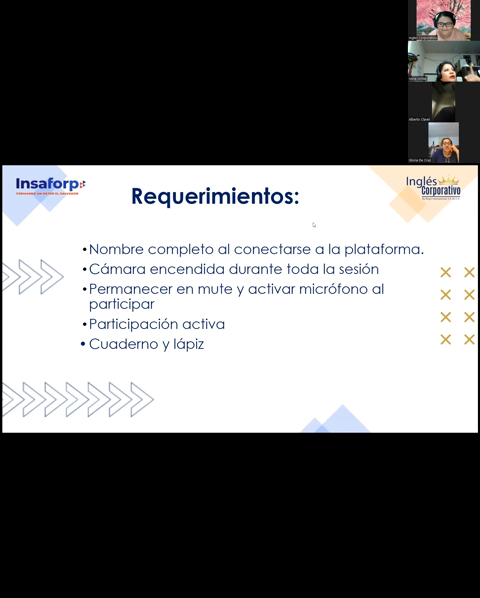 Insaforp
Requerimientos:
Inglés
Corporativo
•Nombre completo al conectarse a la plataforma.
•Cámara encendida durante toda la sesión
•Permanecer en mute y activar micrófono al
participar
•Participación activa
•Cuaderno y lápiz